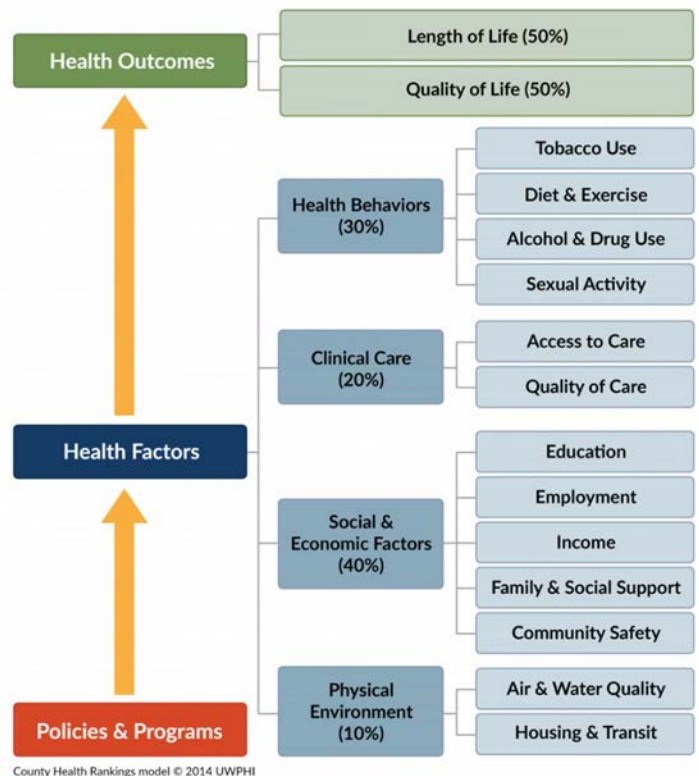 Health Outcomes
Length of Life (50%)
Quality of Life (50%)
Health Factors
Health Behaviors
(30%)
Tobacco Use
Diet & Exercise
Alcohol & Drug Use
Sexual Activity
Clinical Care
(20%)
Access to Care
Quality of Care
Social &
Economic Factors
(40%)
Education
Employment
Income
Family & Social Support
Community Safety
Physical
Environment
(10%)
Air & Water Quality
Housing & Transit
Policies & Programs
County Health Rankings model © 2014 UWPHI